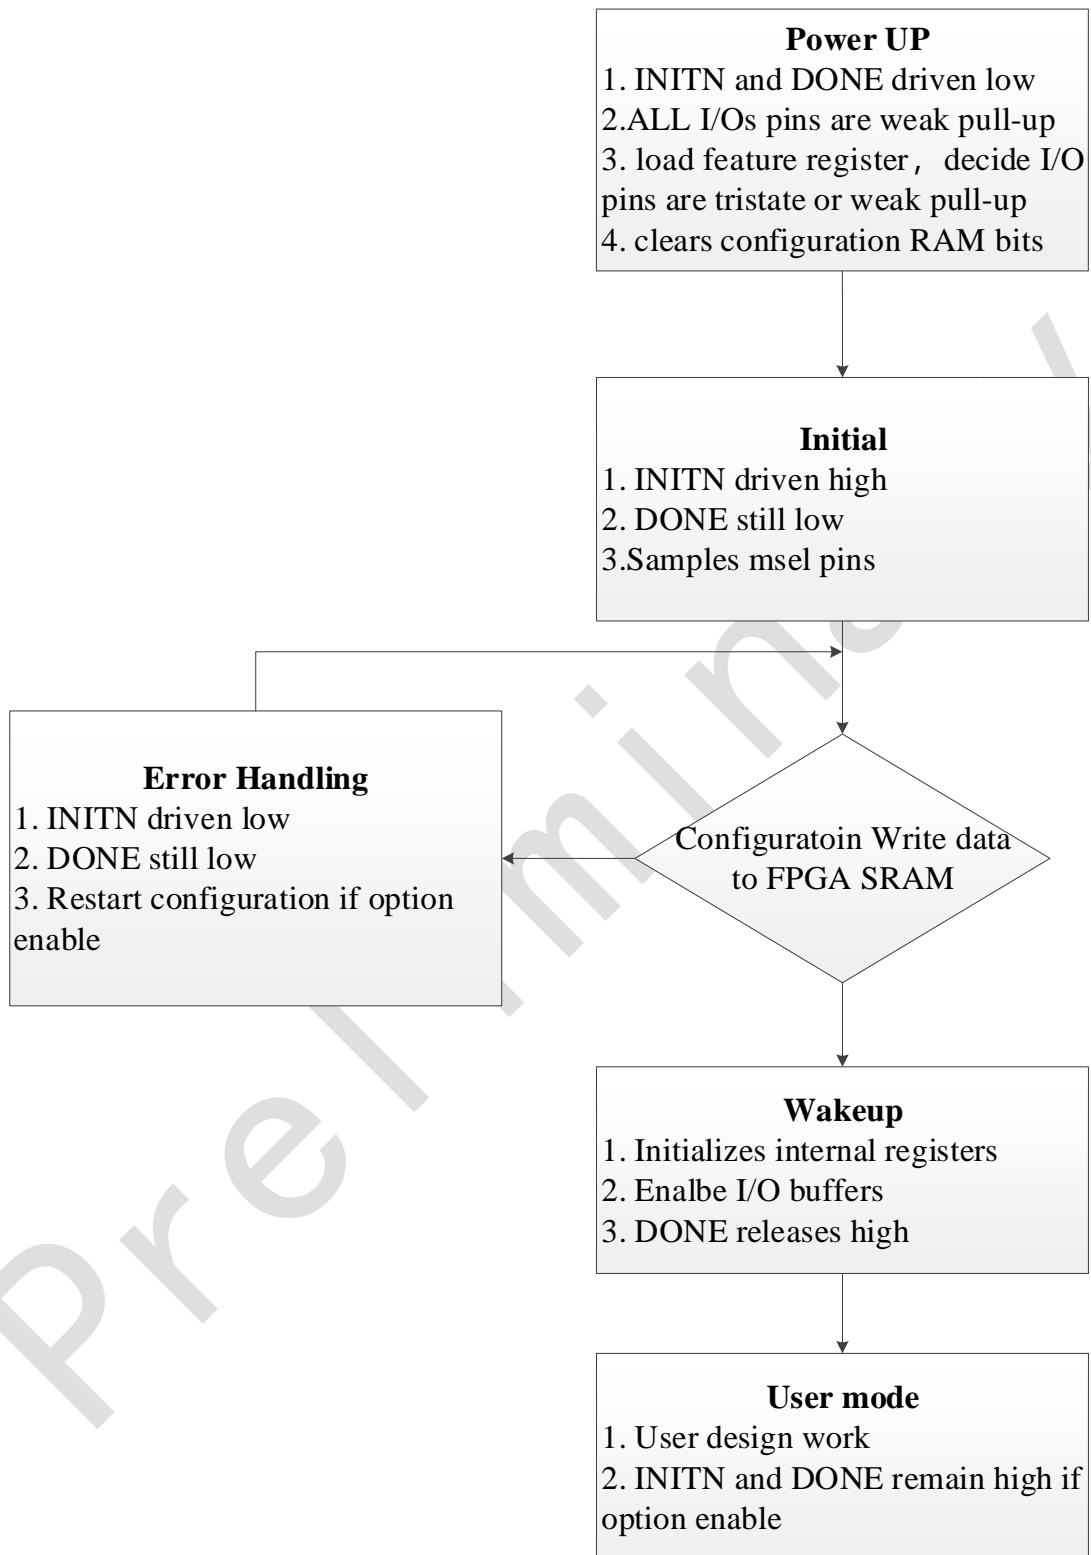 Power UP
1. INITN and DONE driven low
2.ALL I/Os pins are weak pull-up
3. load feature register， decide I/O
pins are tristate or weak pull-up
4. clears configuration RAM bits
Initial
1. INITN driven high
2. DONE still low
3.Samples msel pins
Error Handling
1. INITN driven low
2. DONE still low
3. Restart configuration if option
enable
Configuratoin Write data
to FPGA SRAM
Wakeup
1. Initializes internal registers
2. Enalbe I/O buffers
3. DONE releases high
User mode
1. User design work
2. INITN and DONE remain high if
option enable